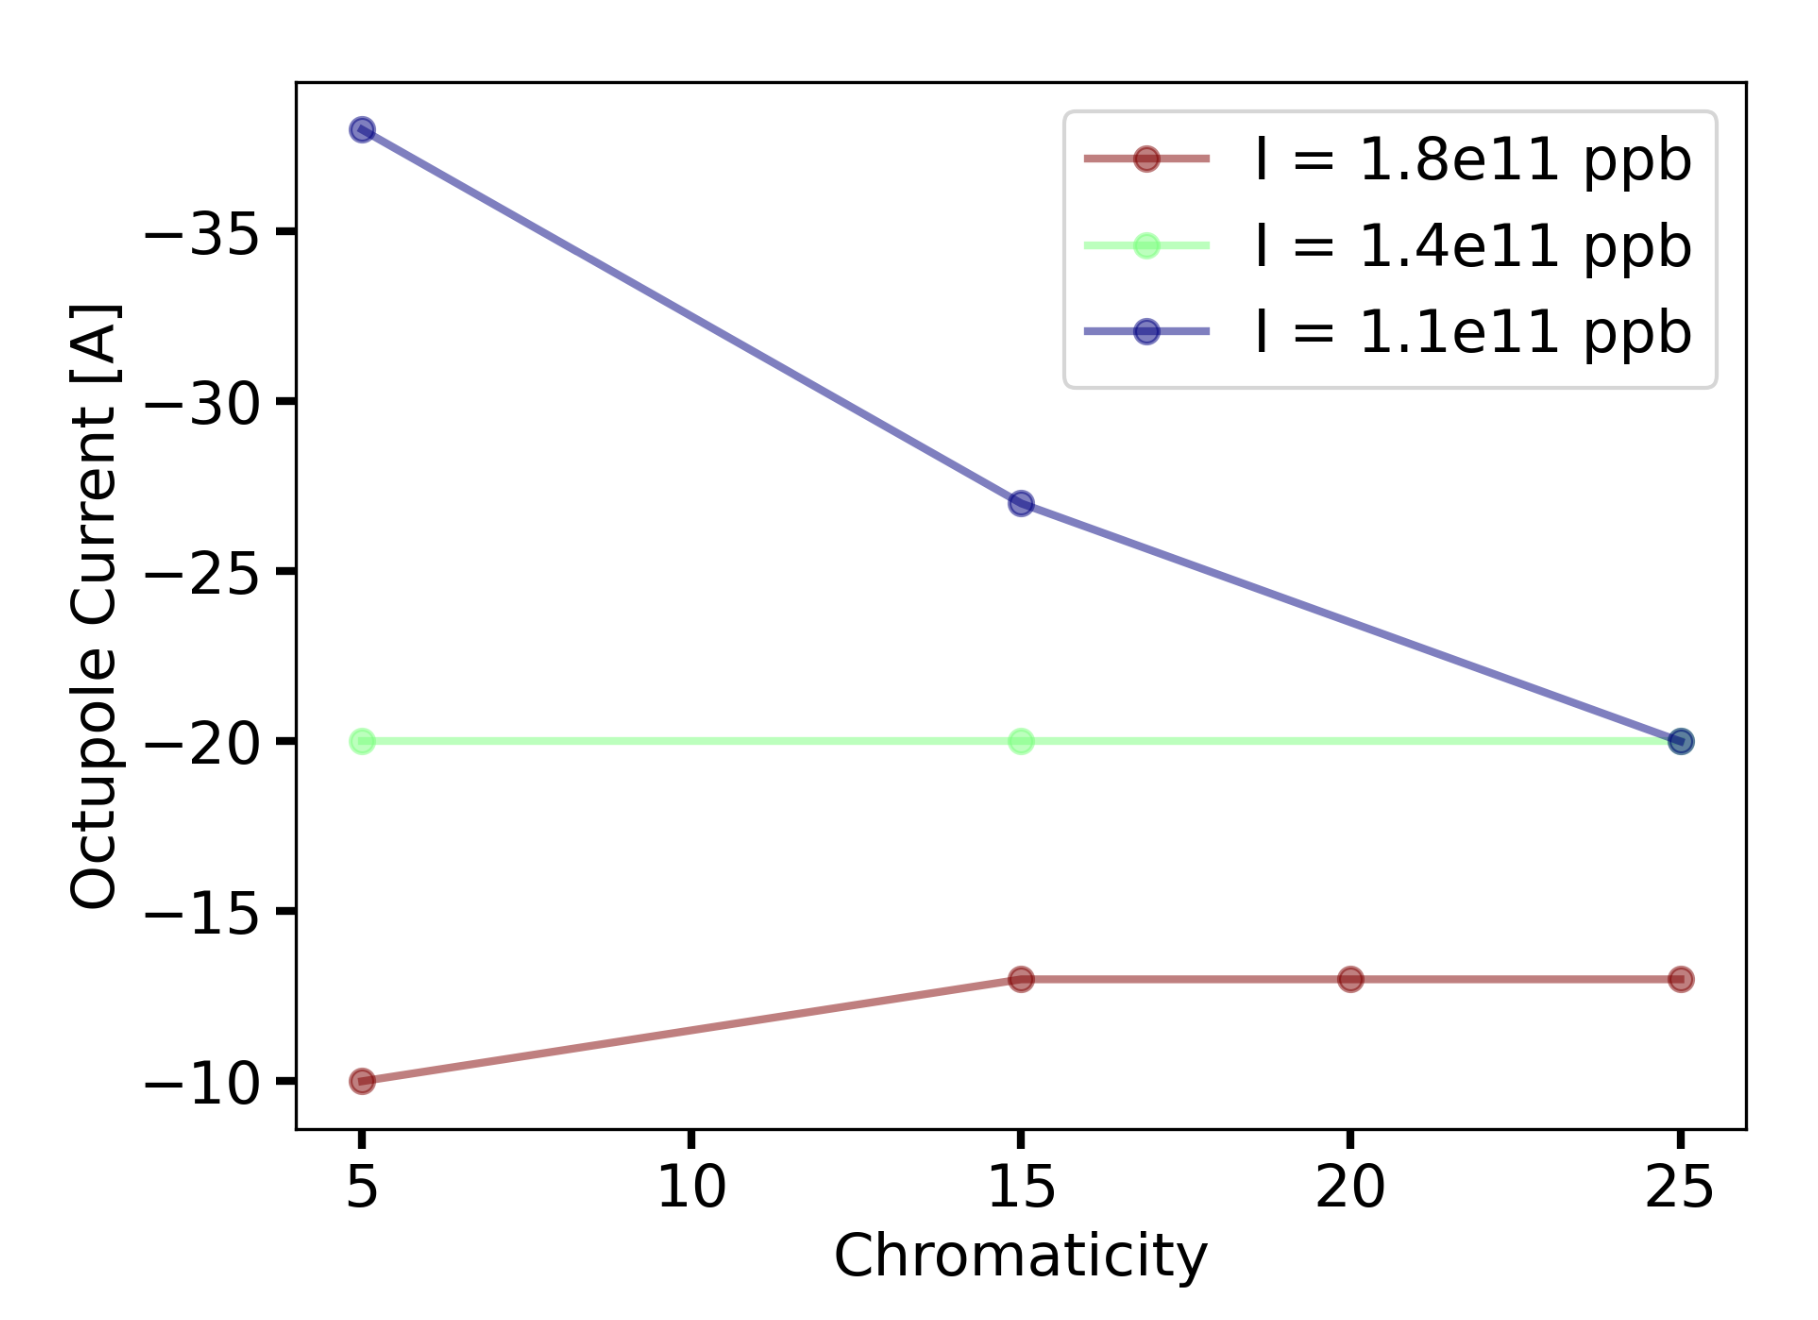 I = 1.8e11 ppb
I = 1.4e11 ppb
I = 1.1e11 ppb
Octupole Current [A]
−35
−30
−25
−20
−15
−10
5 10 15 20 25
Chromaticity